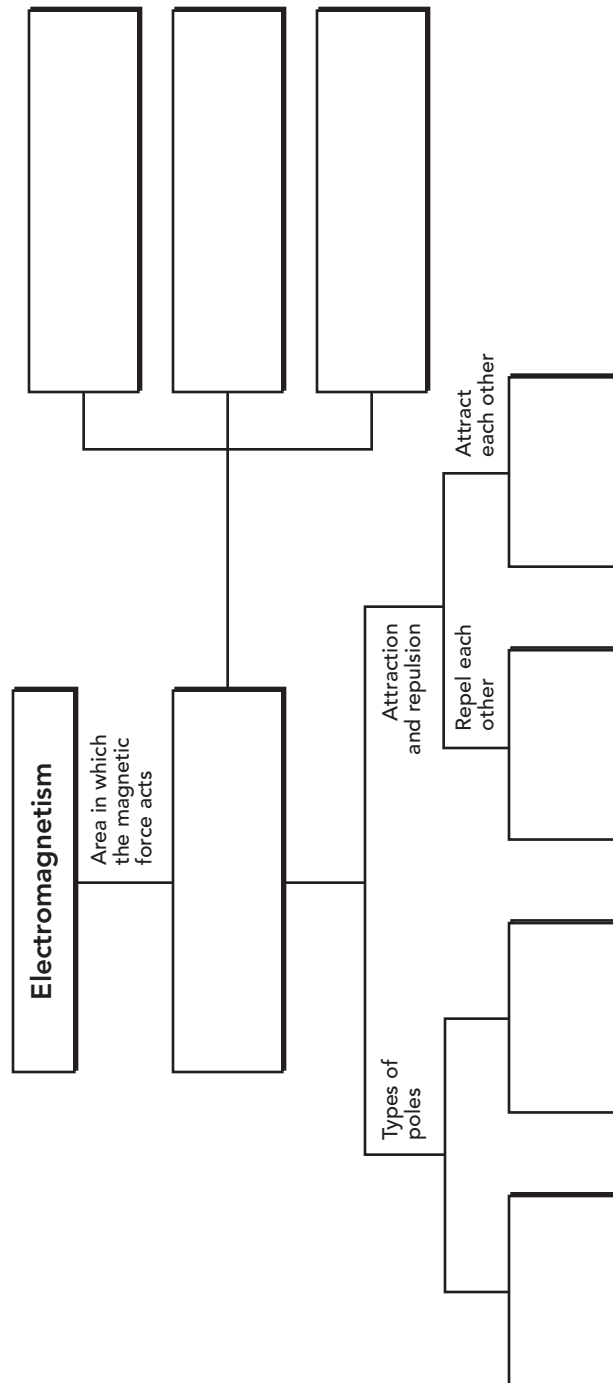 Electromagnetism
Area in which
the magnetic
force acts
Types of
poles
Attraction
and repulsion
Repel each
other
Attract
each other